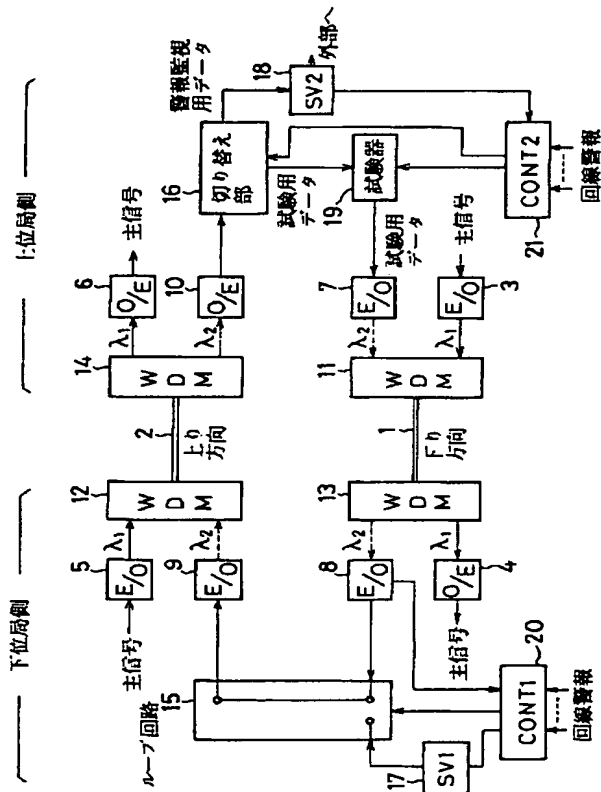 下位局側
上位局側
主信号
5
E/O
λ1
12
WDM
2
上り
方向
14
WDM
λ1
6
O/E
主信号
ループ回路
15
9
E/O
λ2
λ2
10
O/E
16
切り替え
部
警報監視
用データ
18
SV2
外部へ
試験用
データ
19
試験器
8
E/O
λ2
13
WDM
1
下り
方向
11
WDM
λ2
7
E/O
試験用
データ
主信号
4
O/E
λ1
λ1
3
E/O
主信号
17
SV1
20
CONT1
回線警報
21
CONT2
回線警報